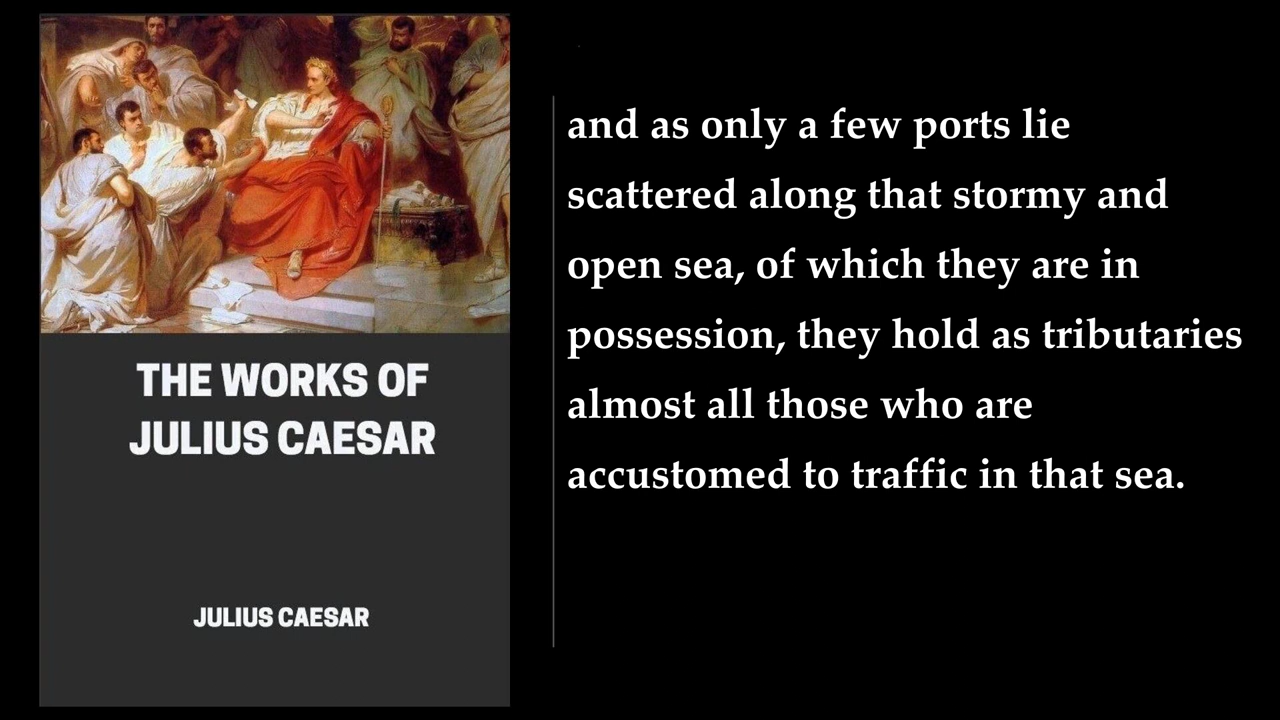 THE WORKS OF
JULIUS CAESAR
JULIUS CAESAR
and as only a few ports lie
scattered along that stormy and
open sea, of which they are in
possession, they hold as tributaries
almost all those who are
accustomed to traffic in that sea.